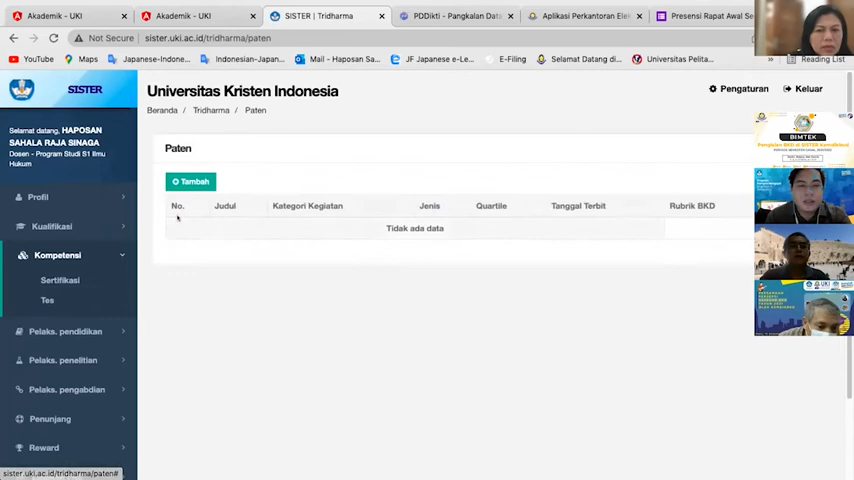 Akademik - UKI
Akademik - UKI
SISTER | Tridharma
PDDikti - Pangkalan Data
Aplikasi Perkantoran Elek
Presensi Rapat Awal Se
Not Secure | sister.uki.ac.id/tridharma/paten
YouTube
Maps
Japanese-Indone...
Indonesian-Japan...
Mail - Haposan Sa...
JF Japanese e-Le...
E-Filing
Selamat Datang di...
Universitas Pelita...
Reading List
SISTER
Universitas Kristen Indonesia
Pengaturan
Keluar
Beranda / Tridharma / Paten
Selamat datang, HAPOSAN
SAHALA RAJA SINAGA
Dosen - Program Studi S1 Ilmu
Hukum
Paten
Tambah
No.
Judul
Kategori Kegiatan
Jenis
Quartile
Tanggal Terbit
Rubrik BKD
Tidak ada data
Profil
Kualifikasi
Kompetensi
Sertifikasi
Tes
Pelaks. pendidikan
Pelaks. penelitian
Pelaks. pengabdian
Penunjang
Reward
sister.uki.ac.id/tridharma/paten#
BIMTEK
UKI